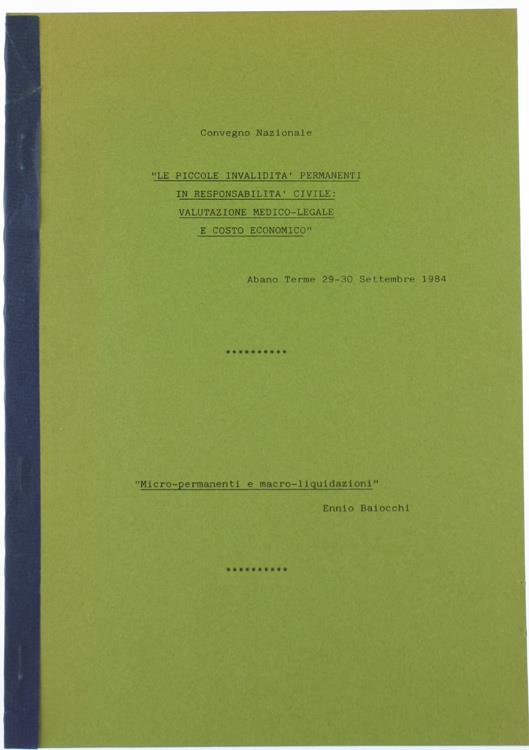 Convegno Nazionale
"LE PICCOLE INVALIDITA' PERMANENTI
IN RESPONSABILITA' CIVILE:
VALUTAZIONE MEDICO-LEGALE
E COSTO ECONOMICO"
Abano Terme 29-30 Settembre 1984
**********
"Micro-permanenti e macro-liquidazioni"
Ennio Baiocchi
**********